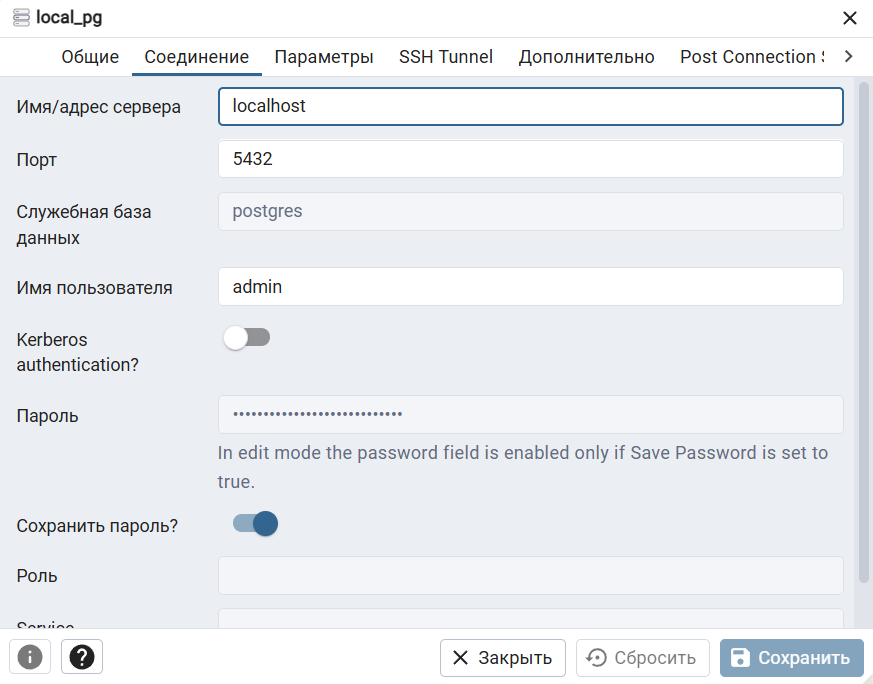 local_pg
Общие Соединение Параметры SSH Tunnel Дополнительно Post Connection
Имя/адрес сервера localhost
Порт 5432
Служебная база
данных
postgres
Имя пользователя admin
Kerberos
authentication?
Пароль ••••••••••••••••••••••••••••
In edit mode the password field is enabled only if Save Password is set to
true.
Сохранить пароль?
Роль
Service
Закрыть Сбросить Сохранить